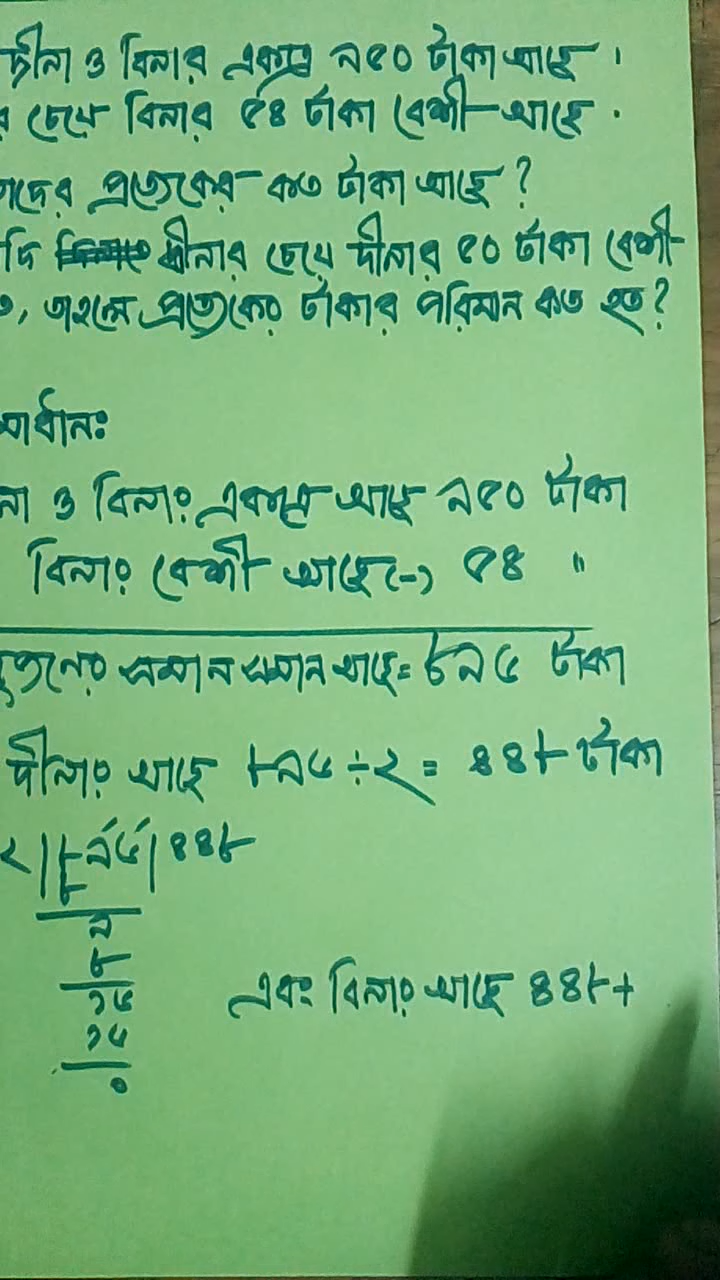 দীনা ও বিনার একত্রে ৯৫০ টাকা আছে।
র চেয়ে বিনার ৫৪ টাকা বেশী আছে।
াদের প্রত্যেকের কত টাকা আছে?
দি মীনার চেয়ে দীনার ৫০ টাকা বেশী
ত, তাহলে প্রত্যেকের টাকার পরিমান কত হত?
মাধানঃ
না ও বিনার একত্রে আছে ৯৫০ টাকা
বিনার বেশী আছে (-) ৫৪ "
দুজনের সমান সমান আছে = ৮৯৬ টাকা
দীনার আছে ৮৯৬ ÷ ২ = ৪৪৮ টাকা
২|৮৯৬|৪৪৮
৮
৯
৮
১৬
১৬
০
এবং বিনার আছে ৪৪৮ +